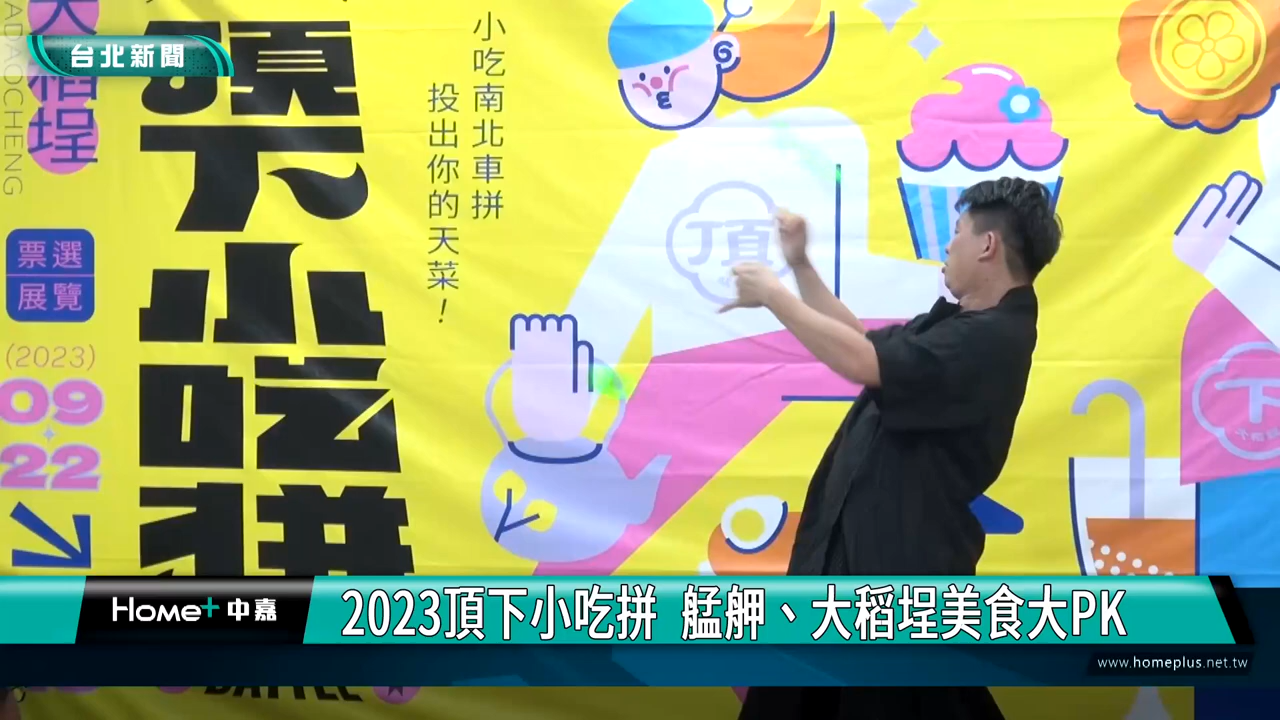 台北新聞
大稻埕
DADAOCHENG
頂下小吃拼
小吃南北車拼
投出你的天菜！
票選
展覽
(2023)
09
22
頂
下
Home+ 中嘉
2023頂下小吃拼 艋舺、大稻埕美食大PK
www.homeplus.net.tw
BATTLE